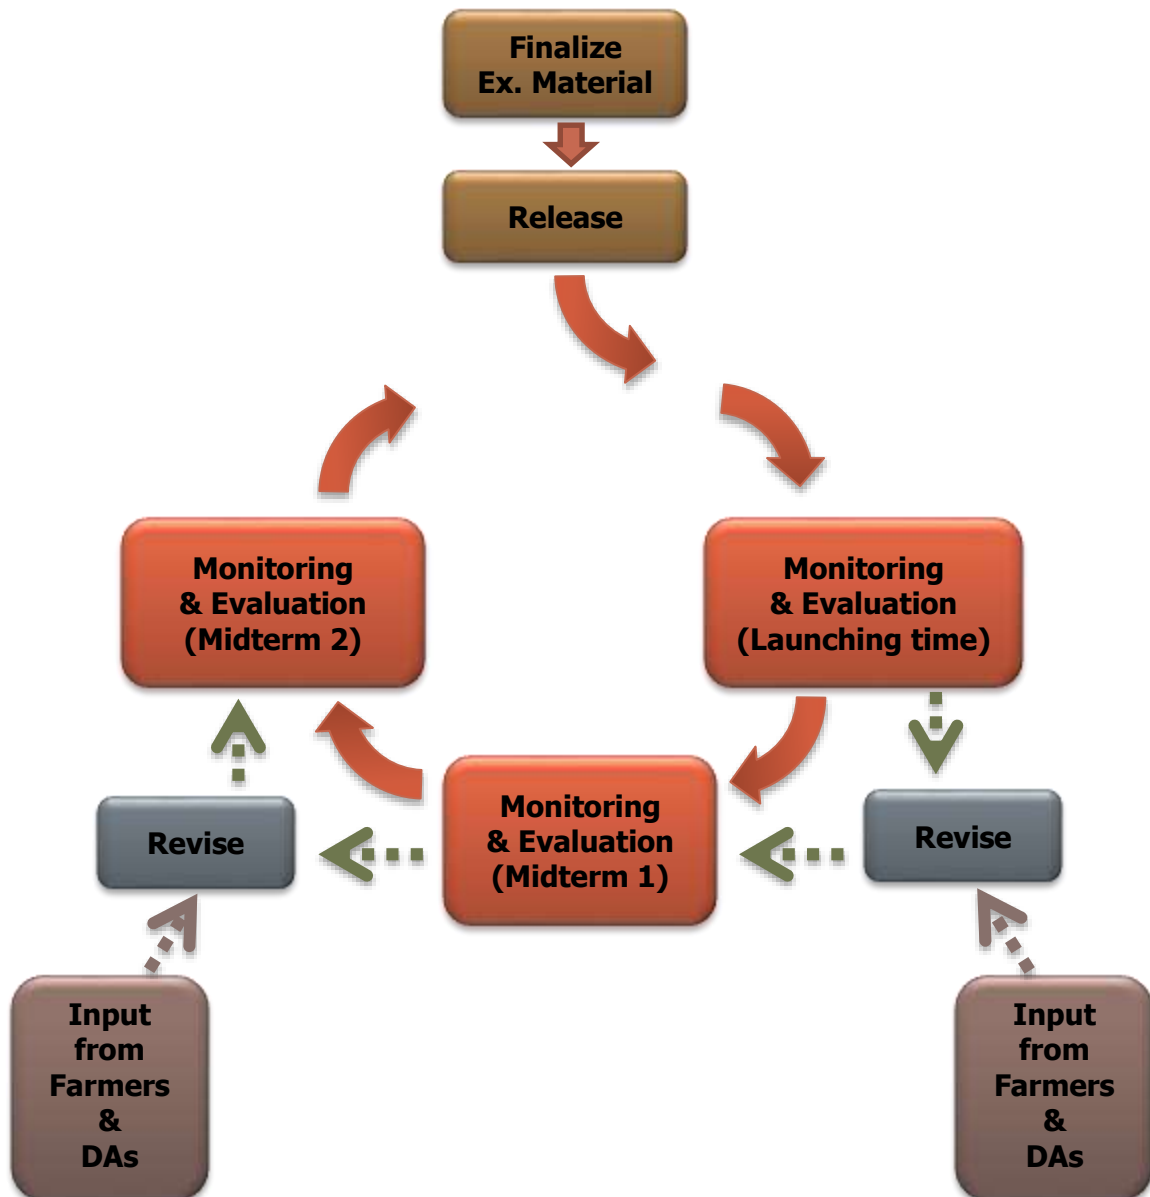 Finalize
Ex. Material
Release
Monitoring
& Evaluation
(Midterm 2)
Monitoring
& Evaluation
(Launching time)
Monitoring
& Evaluation
(Midterm 1)
Revise
Revise
Input
from
Farmers
&
DAs
Input
from
Farmers
&
DAs